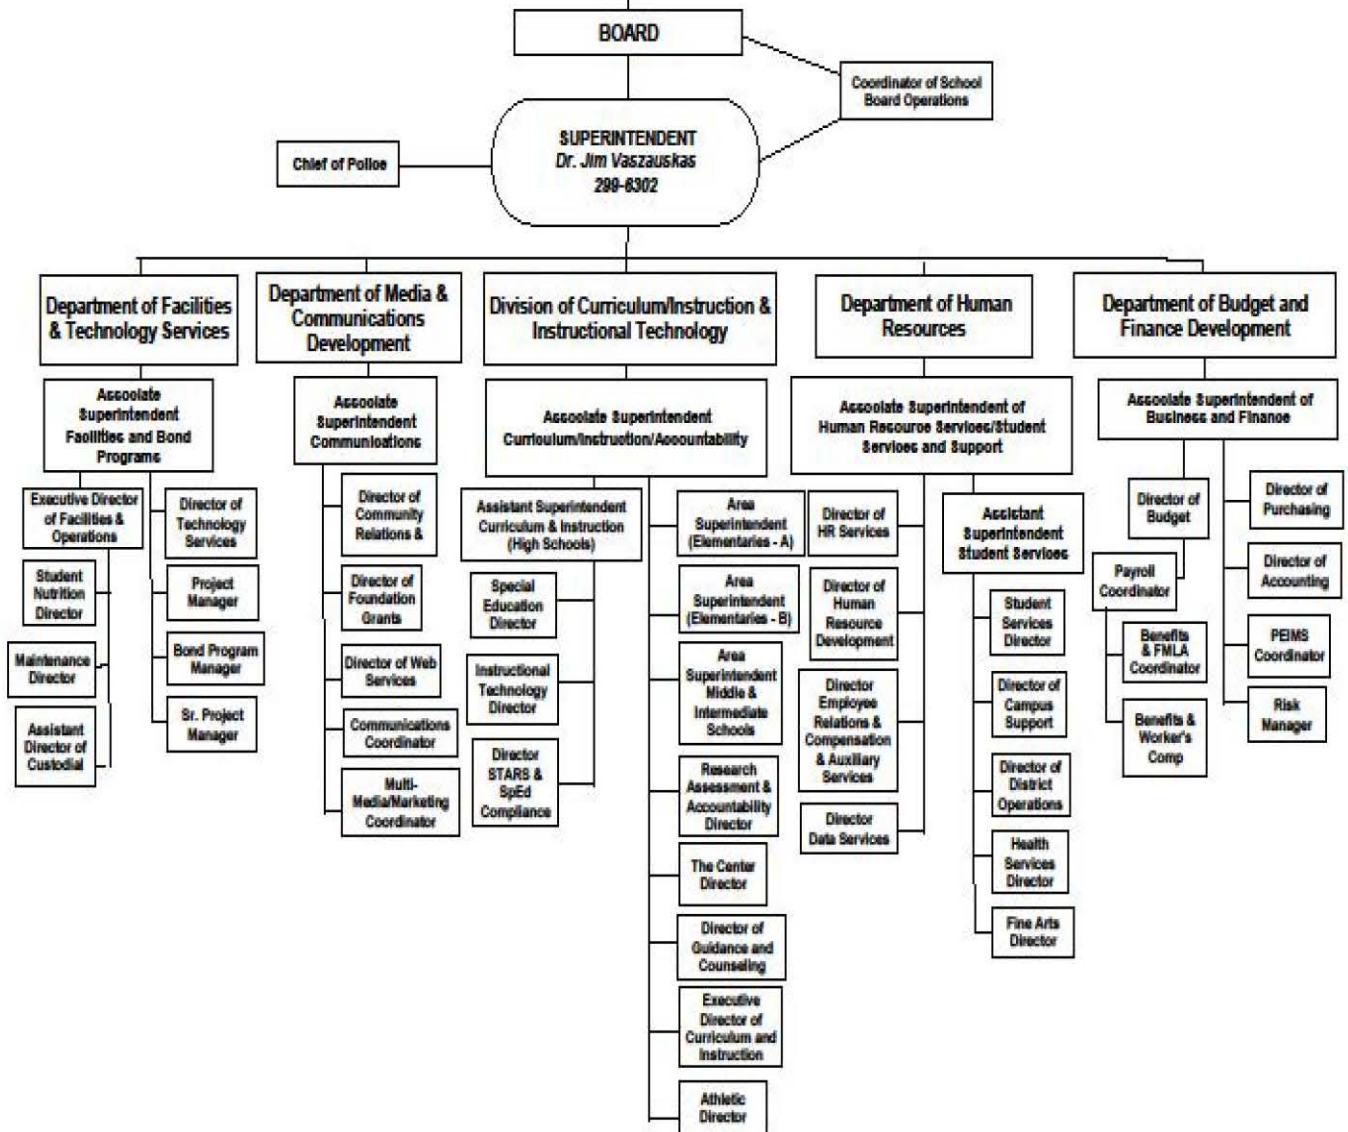 BOARD
Coordinator of School
Board Operations
SUPERINTENDENT
Dr. Jim Vaszauskas
299-6302
Chief of Police
Department of Facilities
& Technology Services
Department of Media &
Communications
Development
Division of Curriculum/Instruction &
Instructional Technology
Department of Human
Resources
Department of Budget and
Finance Development
Associate
Superintendent
Facilities and Bond
Programs
Associate
Superintendent
Communications
Associate Superintendent
Curriculum/Instruction/Accountability
Associate Superintendent of
Human Resource Services/Student
Services and Support
Associate Superintendent of
Business and Finance
Executive Director
of Facilities &
Operations
Student
Nutrition
Director
Maintenance
Director
Assistant
Director of
Custodial
Director of
Technology
Services
Project
Manager
Bond Program
Manager
Sr. Project
Manager
Director of
Community
Relations &
Director of
Foundation
Grants
Director of Web
Services
Communications
Coordinator
Multi-
Media/Marketing
Coordinator
Assistant Superintendent
Curriculum & Instruction
(High Schools)
Special
Education
Director
Instructional
Technology
Director
Director
STARS &
SpEd
Compliance
Area
Superintendent
(Elementaries - A)
Area
Superintendent
(Elementaries - B)
Area
Superintendent
Middle &
Intermediate
Schools
Research
Assessment &
Accountability
Director
The Center
Director
Director of
Guidance and
Counseling
Executive
Director of
Curriculum and
Instruction
Athletic
Director
Director of
HR Services
Director of
Human
Resource
Development
Director
Employee
Relations &
Compensation
& Auxiliary
Services
Director
Data Services
Assistant
Superintendent
Student Services
Student
Services
Director
Director of
Campus
Support
Director of
District
Operations
Health
Services
Director
Fine Arts
Director
Director of
Budget
Payroll
Coordinator
Benefits
& FMLA
Coordinator
Benefits &
Worker's
Comp
Director of
Purchasing
Director of
Accounting
PEIMS
Coordinator
Risk
Manager